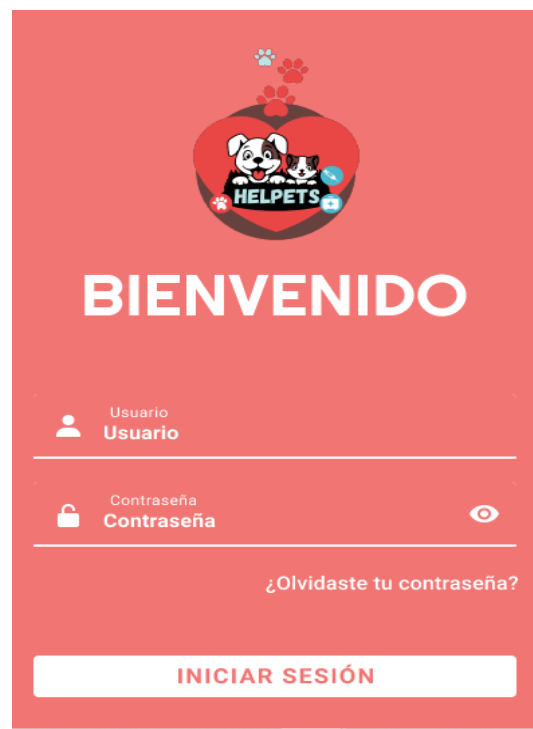 HELPETS
BIENVENIDO
Usuario
Usuario
Contraseña
Contraseña
¿Olvidaste tu contraseña?
INICIAR SESIÓN